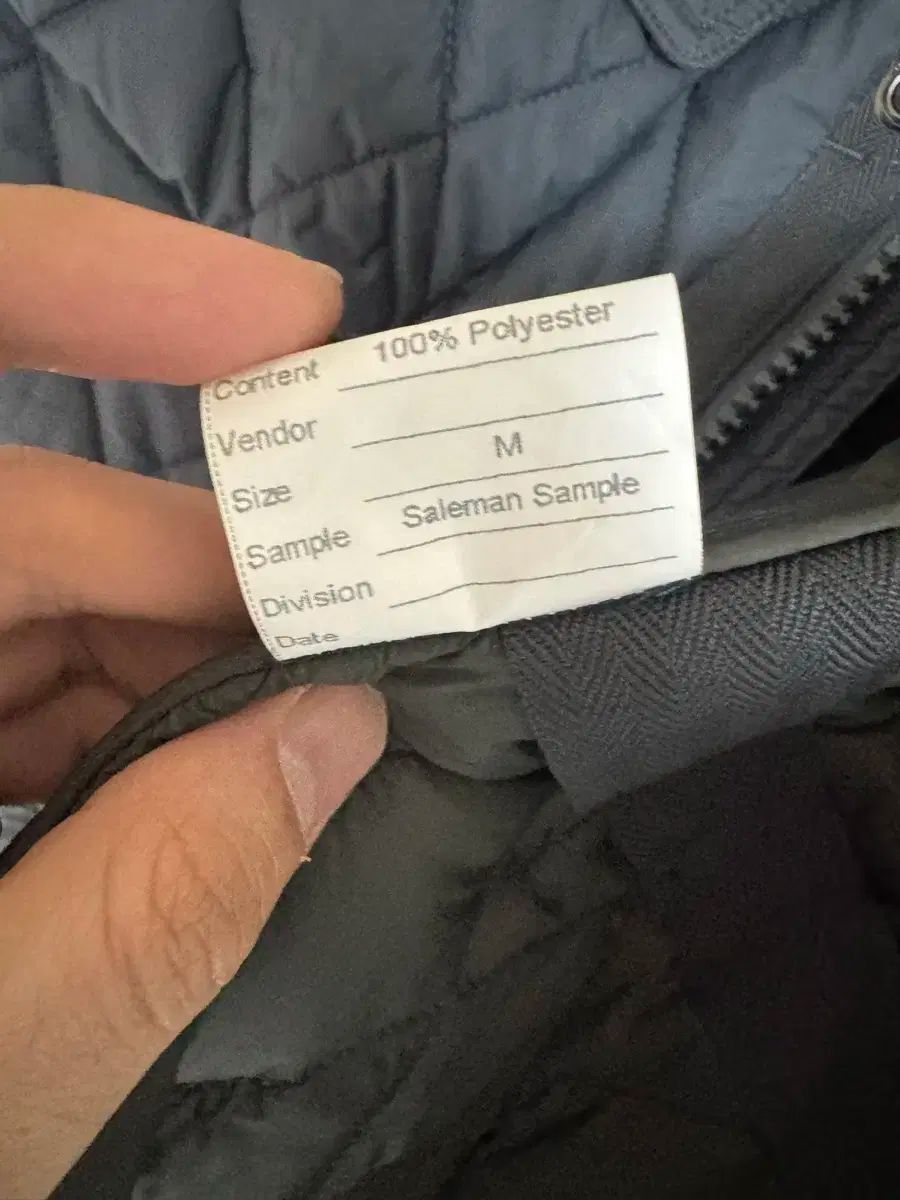 Content 100% Polyester
Vendor
Size M
Sample Saleman Sample
Division
Date